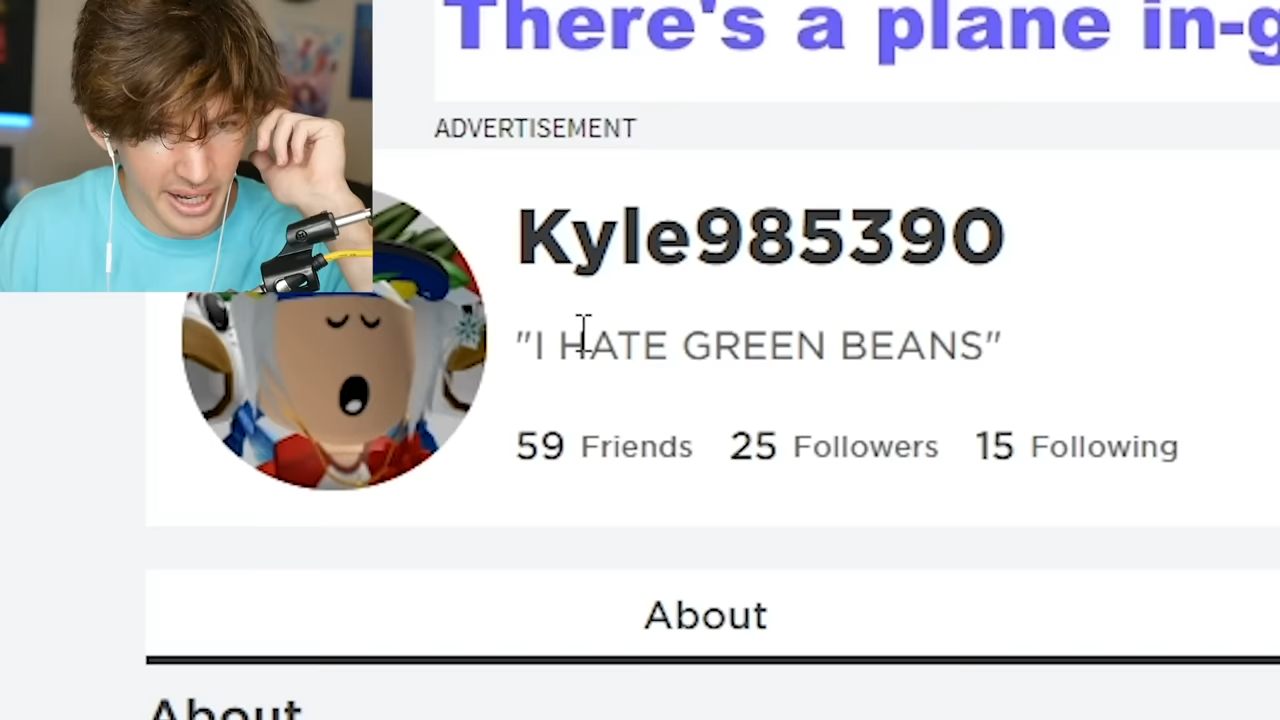 There's a plane in-g
ADVERTISEMENT
Kyle985390
"I HATE GREEN BEANS"
59 Friends 25 Followers 15 Following
About
About